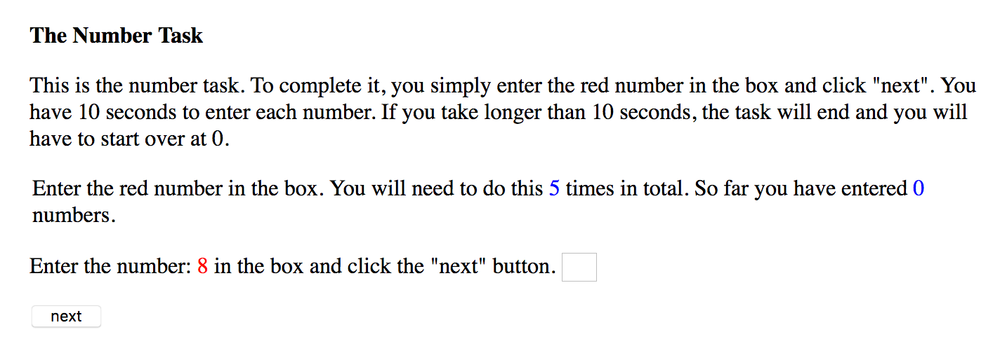 The Number Task
This is the number task. To complete it, you simply enter the red number in the box and click "next". You
have 10 seconds to enter each number. If you take longer than 10 seconds, the task will end and you will
have to start over at 0.
Enter the red number in the box. You will need to do this 5 times in total. So far you have entered 0
numbers.
Enter the number: 8 in the box and click the "next" button.
next